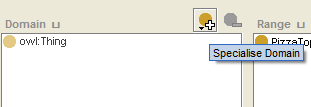 Domain
Range
owl:Thing
PizzaTop
Specialise Domain